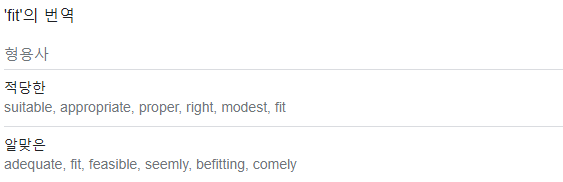 'fit'의 번역
형용사
적당한
suitable, appropriate, proper, right, modest, fit
알맞은
adequate, fit, feasible, seemly, befitting, comely